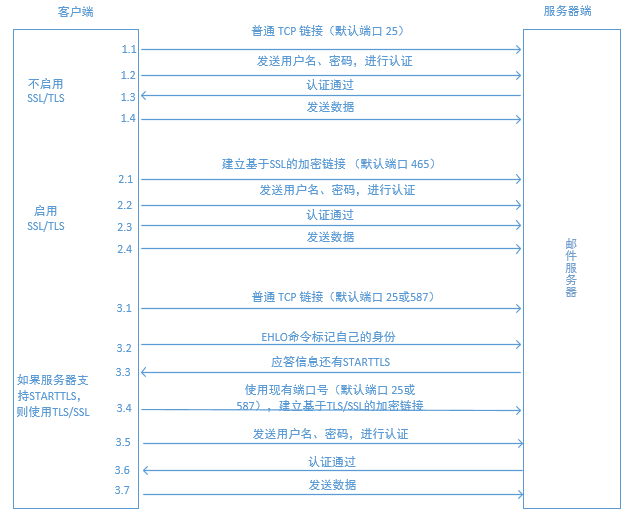 客户端
服务器端
普通 TCP 链接（默认端口 25）
1.1
发送用户名、密码，进行认证
1.2
不启用
SSL/TLS
认证通过
1.3
发送数据
1.4
建立基于SSL的加密链接 （默认端口 465）
2.1
发送用户名、密码，进行认证
2.2
启用
SSL/TLS
认证通过
2.3
发送数据
2.4
邮件服务器
普通 TCP 链接（默认端口 25或587）
3.1
EHLO命令标记自己的身份
3.2
应答信息还有STARTTLS
3.3
如果服务器支
持STARTTLS，
则使用TLS/SSL
使用现有端口号（默认端口 25或
587），建立基于TLS/SSL的加密链接
3.4
发送用户名、密码，进行认证
3.5
认证通过
3.6
发送数据
3.7